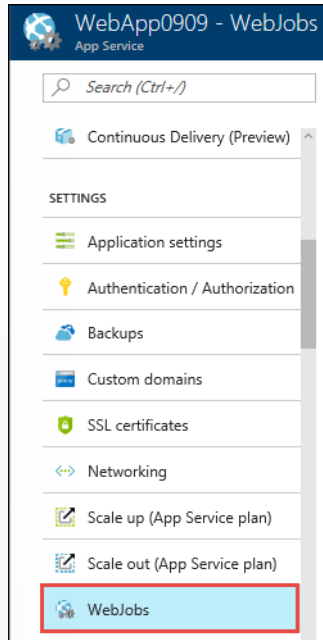 WebApp0909 - WebJobs
App Service
Search (Ctrl+/)
Continuous Delivery (Preview)
SETTINGS
Application settings
Authentication / Authorization
Backups
www
Custom domains
SSL certificates
Networking
Scale up (App Service plan)
Scale out (App Service plan)
WebJobs